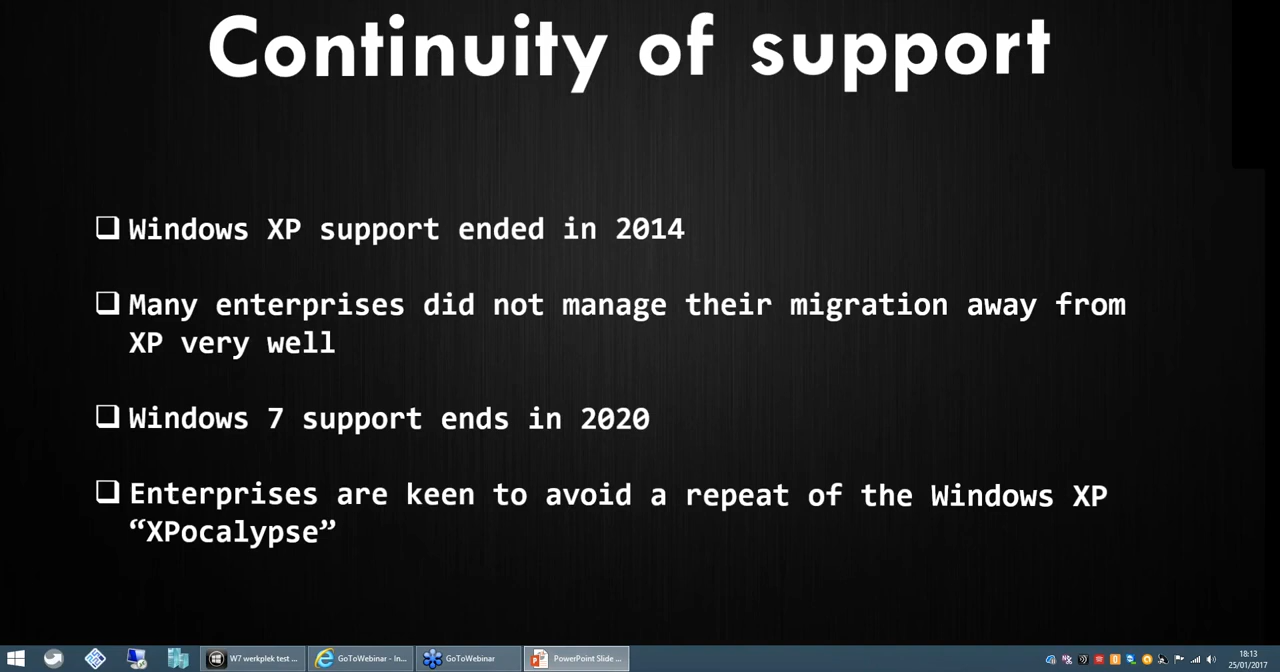 Continuity of support
Windows XP support ended in 2014
Many enterprises did not manage their migration away from
XP very well
Windows 7 support ends in 2020
Enterprises are keen to avoid a repeat of the Windows XP
“XPocalypse”
W7 werkplek test ...
GoToWebinar - In...
GoToWebinar
PowerPoint Slide ...
18:13
25/01/2017